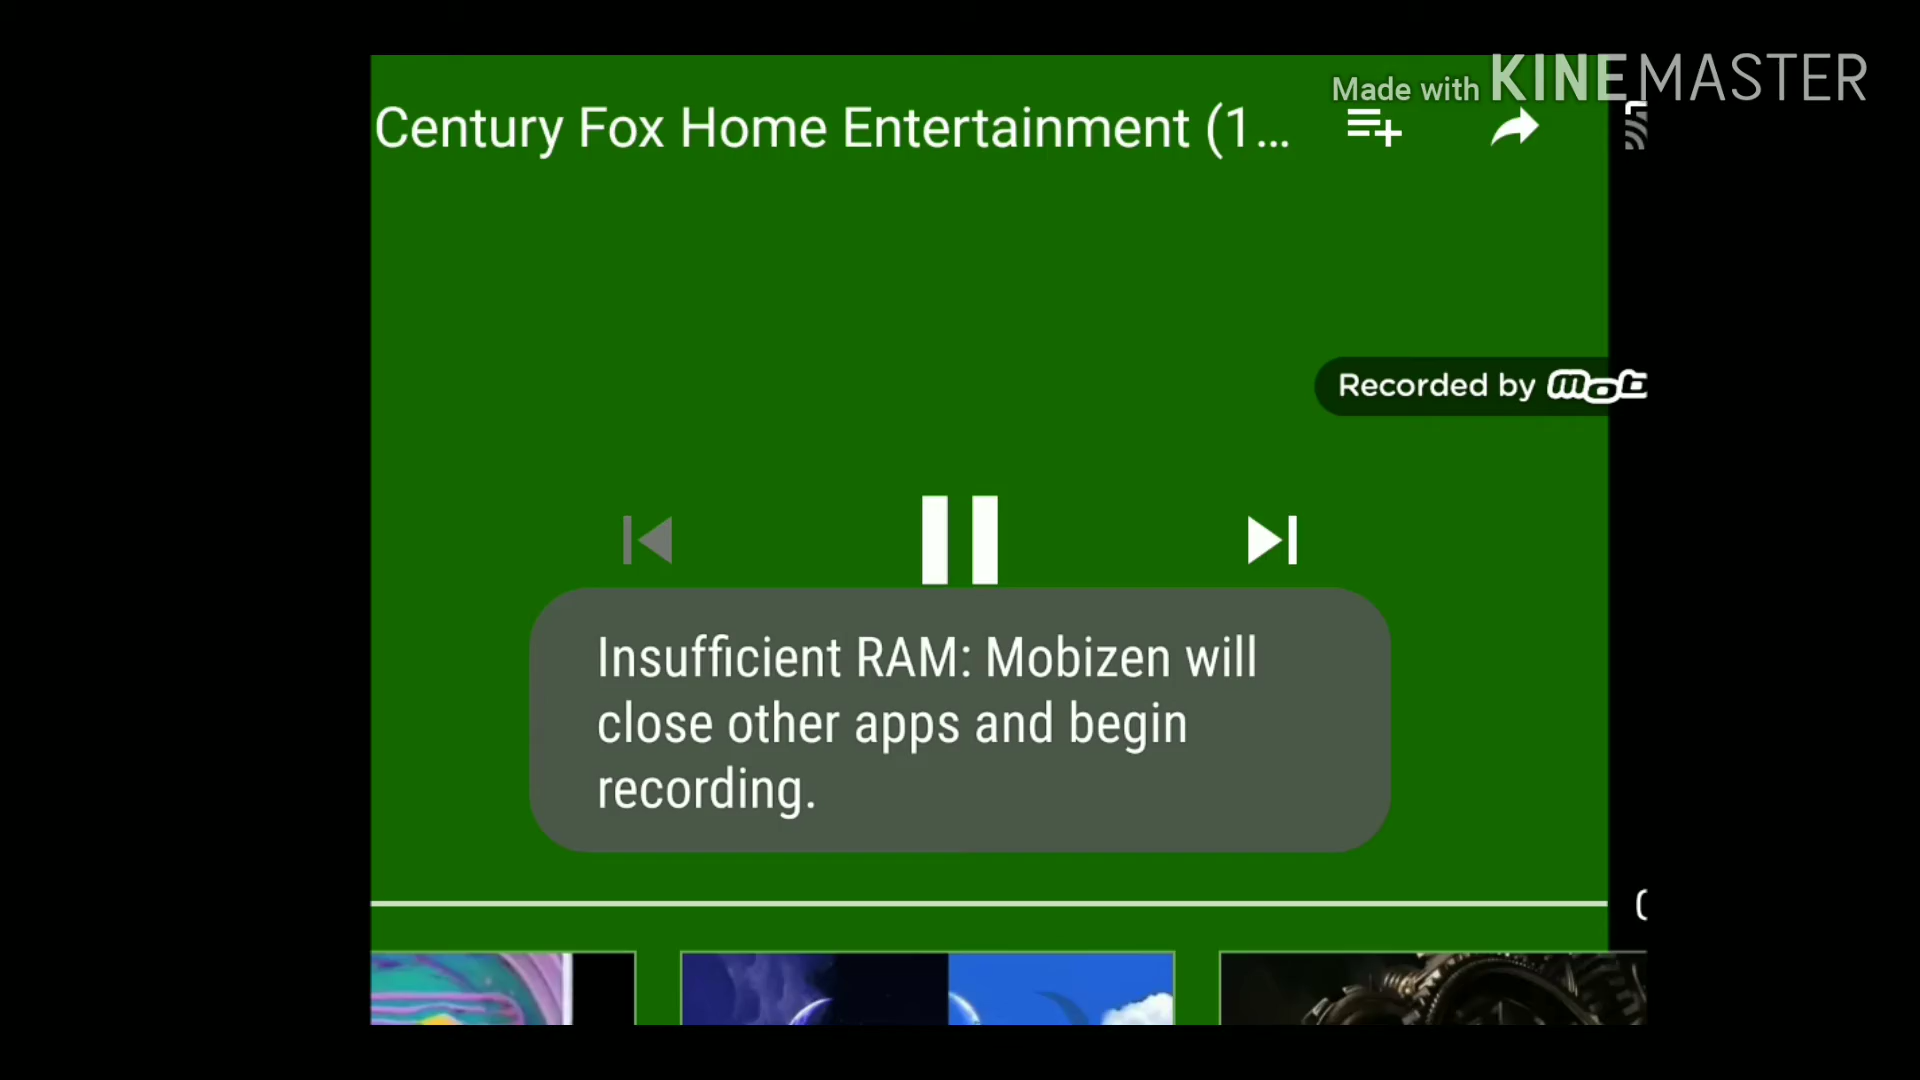 Made with KINEMASTER
Century Fox Home Entertainment (1...
Recorded by mob
Insufficient RAM: Mobizen will
close other apps and begin
recording.